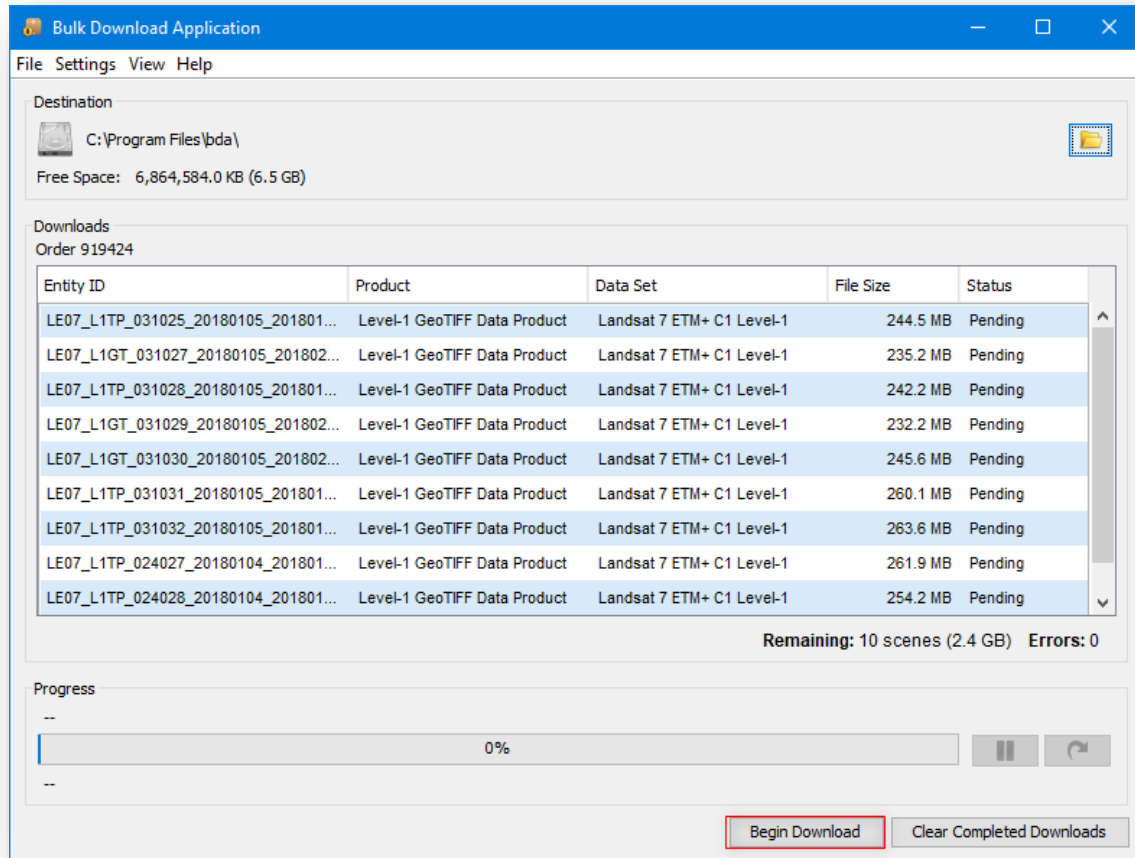 Bulk Download Application
File Settings View Help
Destination
C:\Program Files\bda\
Free Space: 6,864,584.0 KB (6.5 GB)
Downloads
Order 919424
Entity ID Product Data Set File Size Status
LE07_L1TP_031025_20180105_201801... Level-1 GeoTIFF Data Product Landsat 7 ETM+ C1 Level-1 244.5 MB Pending
LE07_L1GT_031027_20180105_201802... Level-1 GeoTIFF Data Product Landsat 7 ETM+ C1 Level-1 235.2 MB Pending
LE07_L1TP_031028_20180105_201801... Level-1 GeoTIFF Data Product Landsat 7 ETM+ C1 Level-1 242.2 MB Pending
LE07_L1GT_031029_20180105_201802... Level-1 GeoTIFF Data Product Landsat 7 ETM+ C1 Level-1 232.2 MB Pending
LE07_L1GT_031030_20180105_201802... Level-1 GeoTIFF Data Product Landsat 7 ETM+ C1 Level-1 245.6 MB Pending
LE07_L1TP_031031_20180105_201801... Level-1 GeoTIFF Data Product Landsat 7 ETM+ C1 Level-1 260.1 MB Pending
LE07_L1TP_031032_20180105_201801... Level-1 GeoTIFF Data Product Landsat 7 ETM+ C1 Level-1 263.6 MB Pending
LE07_L1TP_024027_20180104_201801... Level-1 GeoTIFF Data Product Landsat 7 ETM+ C1 Level-1 261.9 MB Pending
LE07_L1TP_024028_20180104_201801... Level-1 GeoTIFF Data Product Landsat 7 ETM+ C1 Level-1 254.2 MB Pending
Remaining: 10 scenes (2.4 GB) Errors: 0
Progress
--
0%
--
Begin Download Clear Completed Downloads